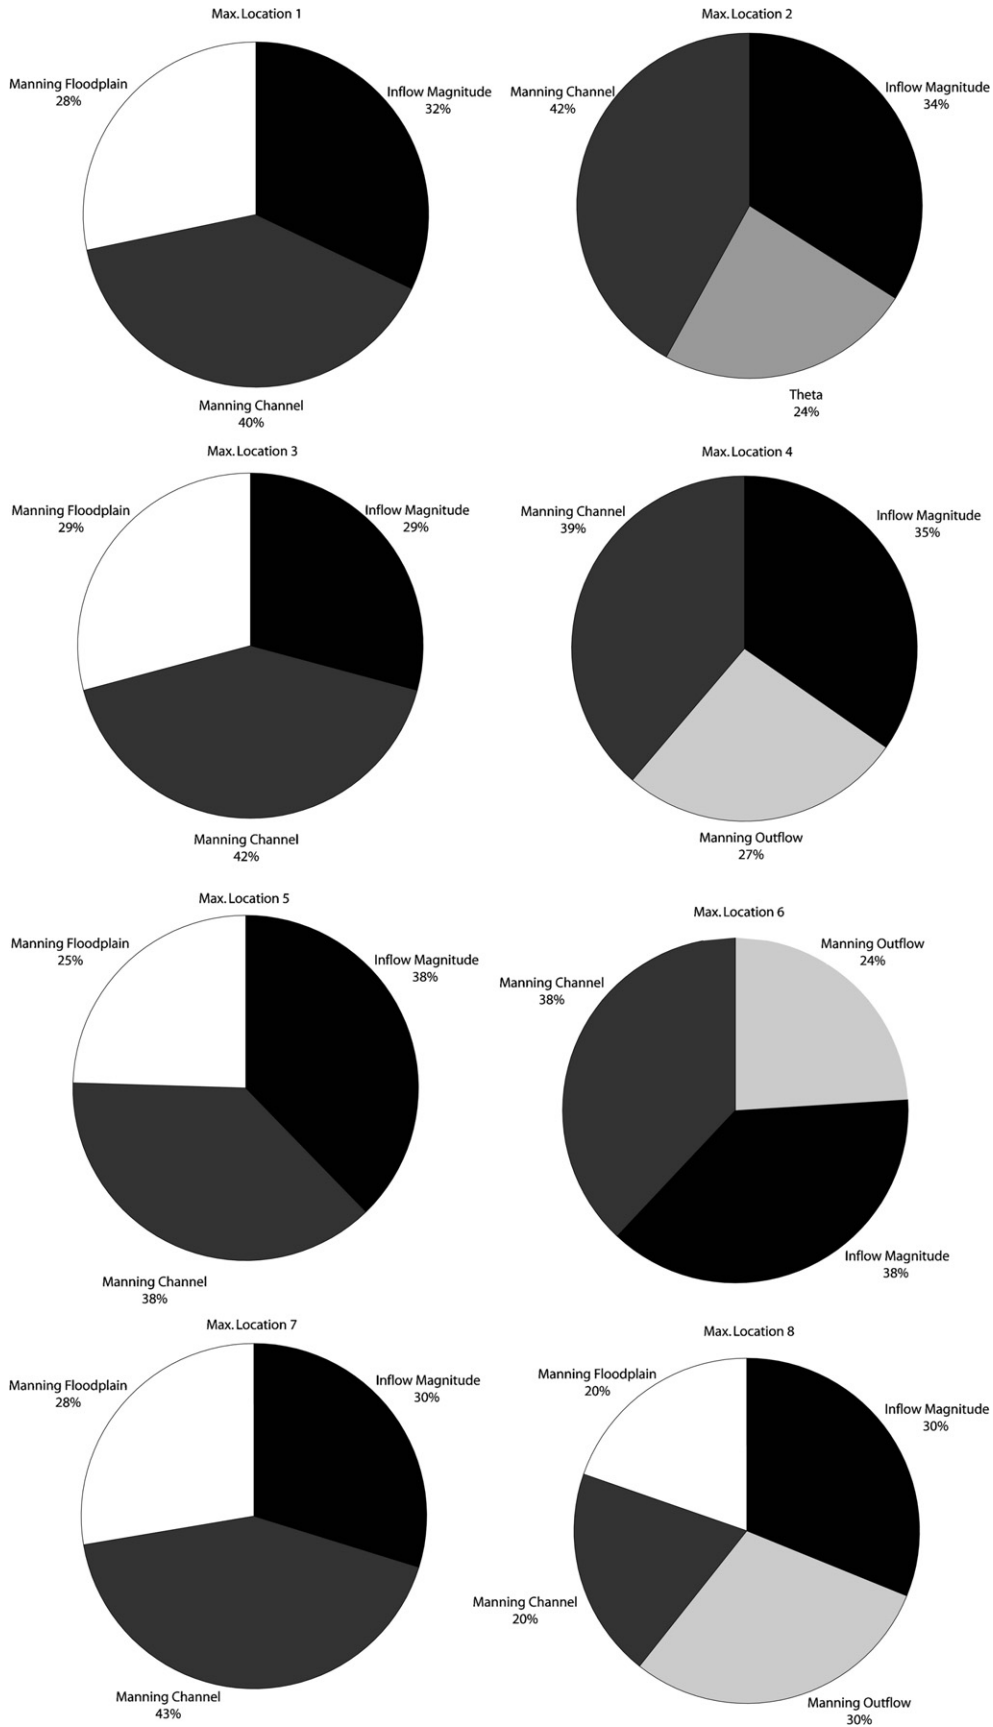 Max. Location 1
Manning Floodplain
28%
Inflow Magnitude
32%
Manning Channel
40%
Max. Location 2
Manning Channel
42%
Inflow Magnitude
34%
Theta
24%
Max. Location 3
Manning Floodplain
29%
Inflow Magnitude
29%
Manning Channel
42%
Max. Location 4
Manning Channel
39%
Inflow Magnitude
35%
Manning Outflow
27%
Max. Location 5
Manning Floodplain
25%
Inflow Magnitude
38%
Manning Channel
38%
Max. Location 6
Manning Outflow
24%
Manning Channel
38%
Inflow Magnitude
38%
Max. Location 7
Manning Floodplain
28%
Inflow Magnitude
30%
Manning Channel
43%
Max. Location 8
Manning Floodplain
20%
Inflow Magnitude
30%
Manning Channel
20%
Manning Outflow
30%